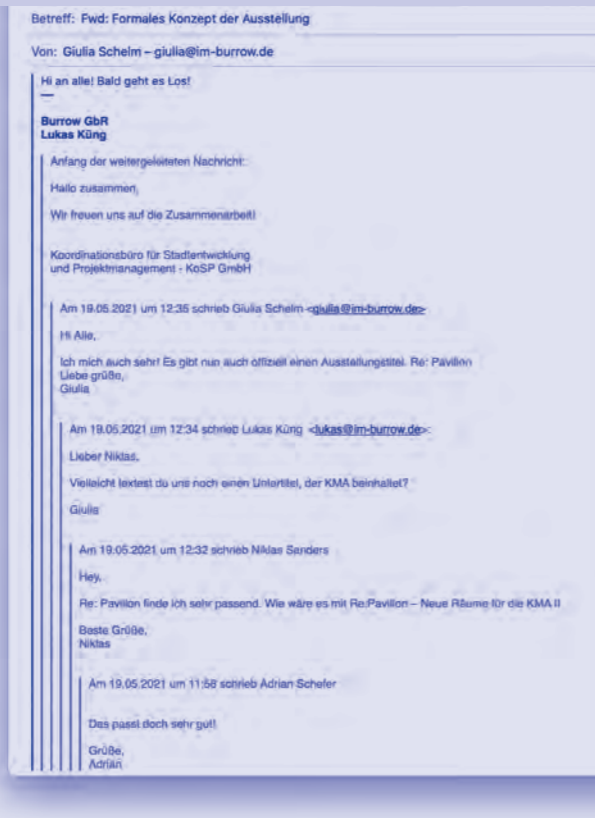 Betreff: Fwd: Formales Konzept der Ausstellung
Von: Giulia Schelm – giulia@im-burrow.de
Hi an alle! Bald geht es Los!
—
Burrow GbR
Lukas Küng
Anfang der weitergeleiteten Nachricht:
Hallo zusammen,
Wir freuen uns auf die Zusammenarbeit!
Koordinationsbüro für Stadtentwicklung
und Projektmanagement - KoSP GmbH
Am 19.05.2021 um 12:35 schrieb Giulia Schelm <giulia@im-burrow.de>
Hi Alle,
Ich mich auch sehr! Es gibt nun auch offiziell einen Ausstellungstitel. Re: Pavillon
Liebe grüße,
Giulia
Am 19.05.2021 um 12:34 schrieb Lukas Küng <lukas@im-burrow.de>:
Lieber Niklas,
Vielleicht textest du uns noch einen Untertitel, der KMA beinhaltet?
Giulia
Am 19.05.2021 um 12:32 schrieb Niklas Sanders
Hey,
Re: Pavillon finde ich sehr passend. Wie wäre es mit Re:Pavillon – Neue Räume für die KMA II
Beste Grüße,
Niklas
Am 19.05.2021 um 11:58 schrieb Adrian Schefer
Das passt doch sehr gut!
Grüße,
Adrian